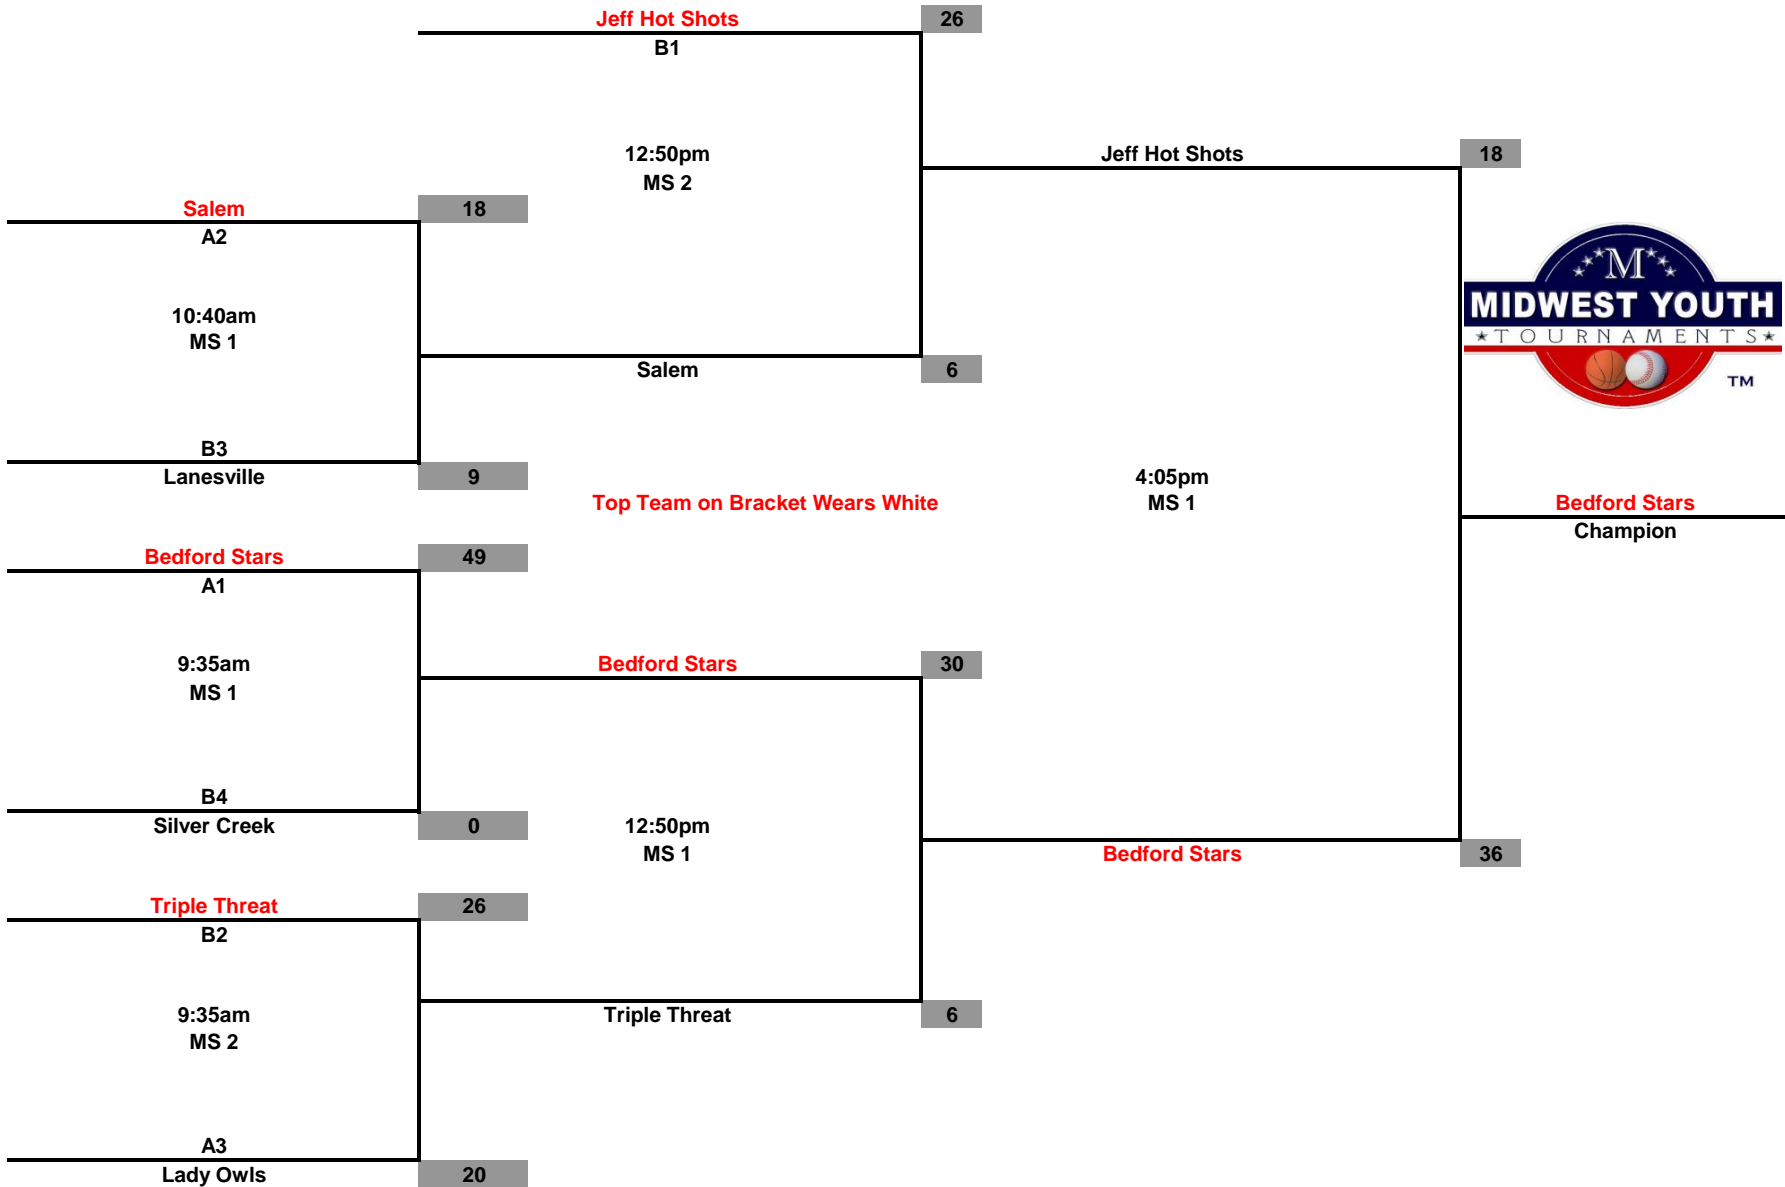 Jeff Hot Shots 26
B1
12:50pm
MS 2
Jeff Hot Shots 18
Salem 18
A2
10:40am
MS 1
Salem 6
B3
Lanesville 9
M
MIDWEST YOUTH
TOURNAMENTS
TM
Top Team on Bracket Wears White
4:05pm
MS 1
Bedford Stars
Champion
Bedford Stars 49
A1
9:35am
MS 1
Bedford Stars 30
B4
Silver Creek 0
12:50pm
MS 1
Bedford Stars 36
Triple Threat 26
B2
9:35am
MS 2
Triple Threat 6
A3
Lady Owls 20